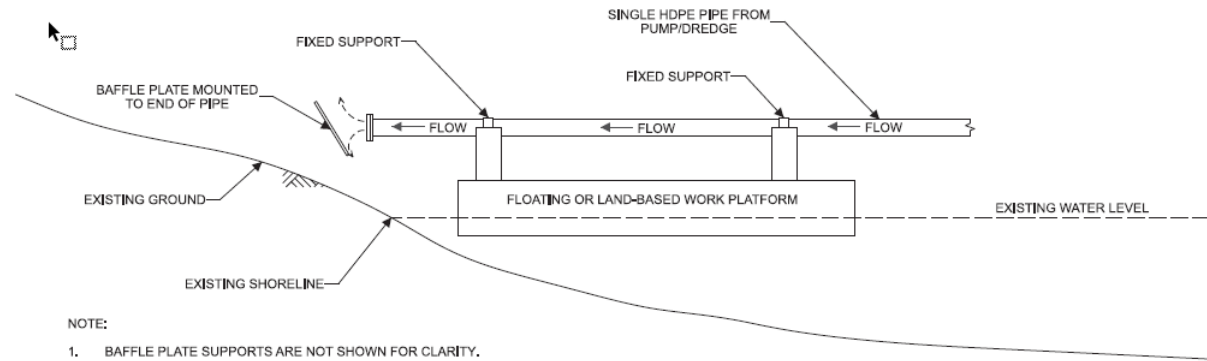 SINGLE HDPE PIPE FROM
PUMP/DREDGE
FIXED SUPPORT
FIXED SUPPORT
BAFFLE PLATE MOUNTED
TO END OF PIPE
FLOW
FLOW
FLOW
EXISTING GROUND
FLOATING OR LAND-BASED WORK PLATFORM
EXISTING WATER LEVEL
EXISTING SHORELINE
NOTE:
1. BAFFLE PLATE SUPPORTS ARE NOT SHOWN FOR CLARITY.